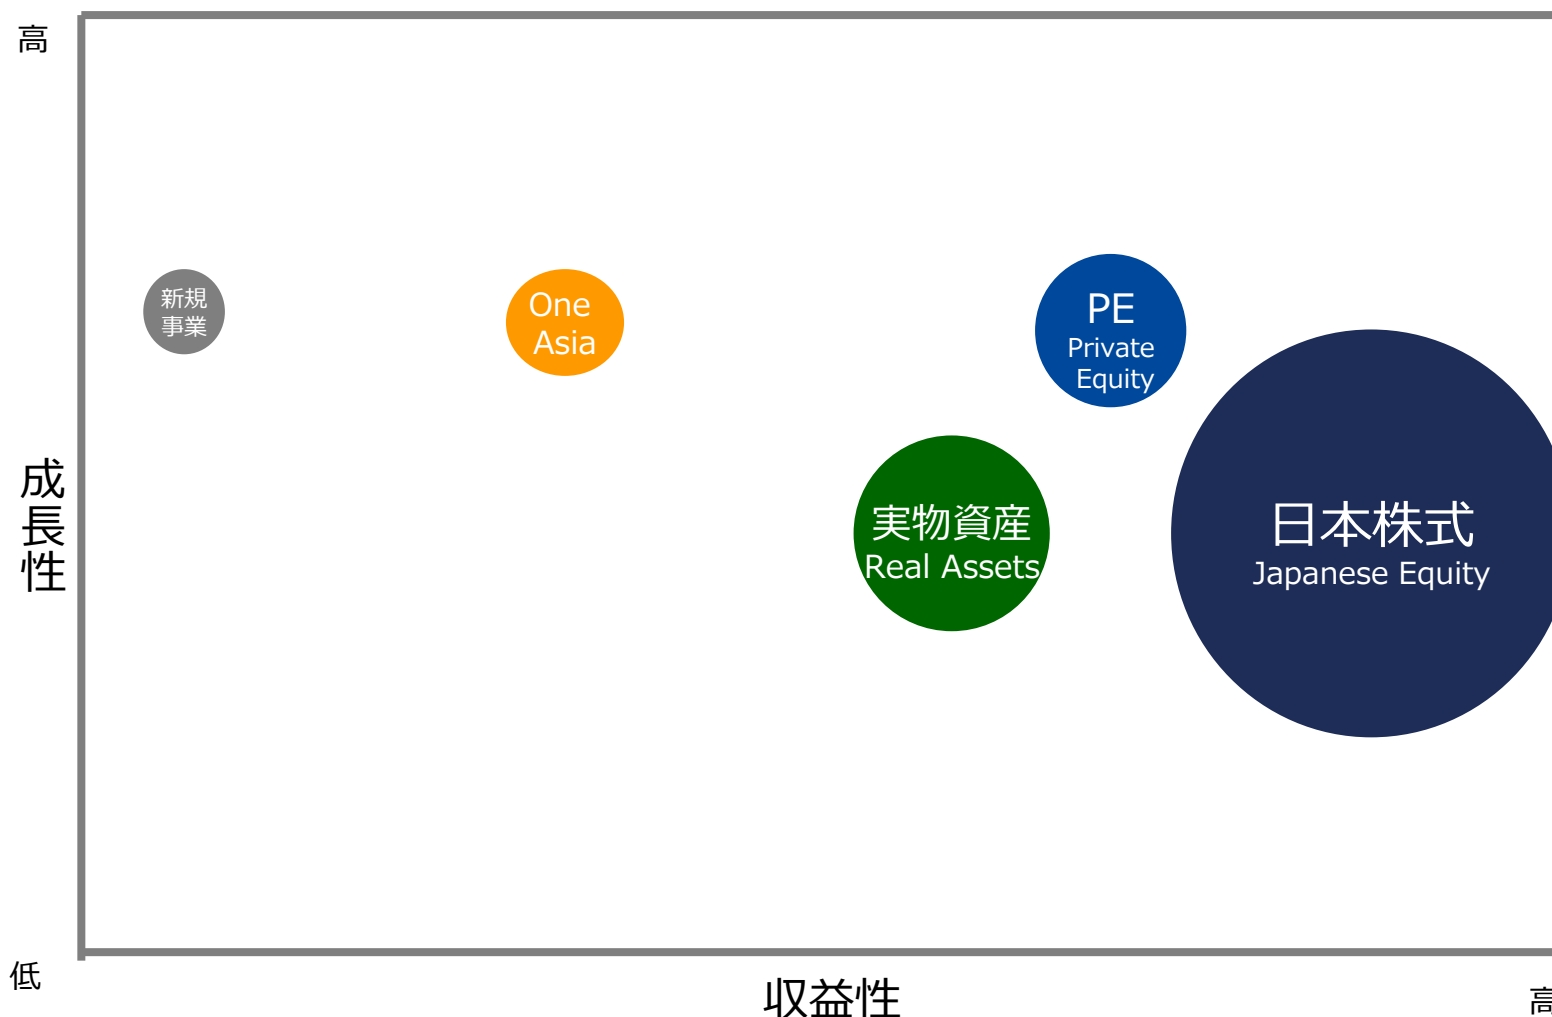 高
新規
事業
One
Asia
PE
Private
Equity
実物資産
Real Assets
日本株式
Japanese Equity
成長性
低
収益性
高